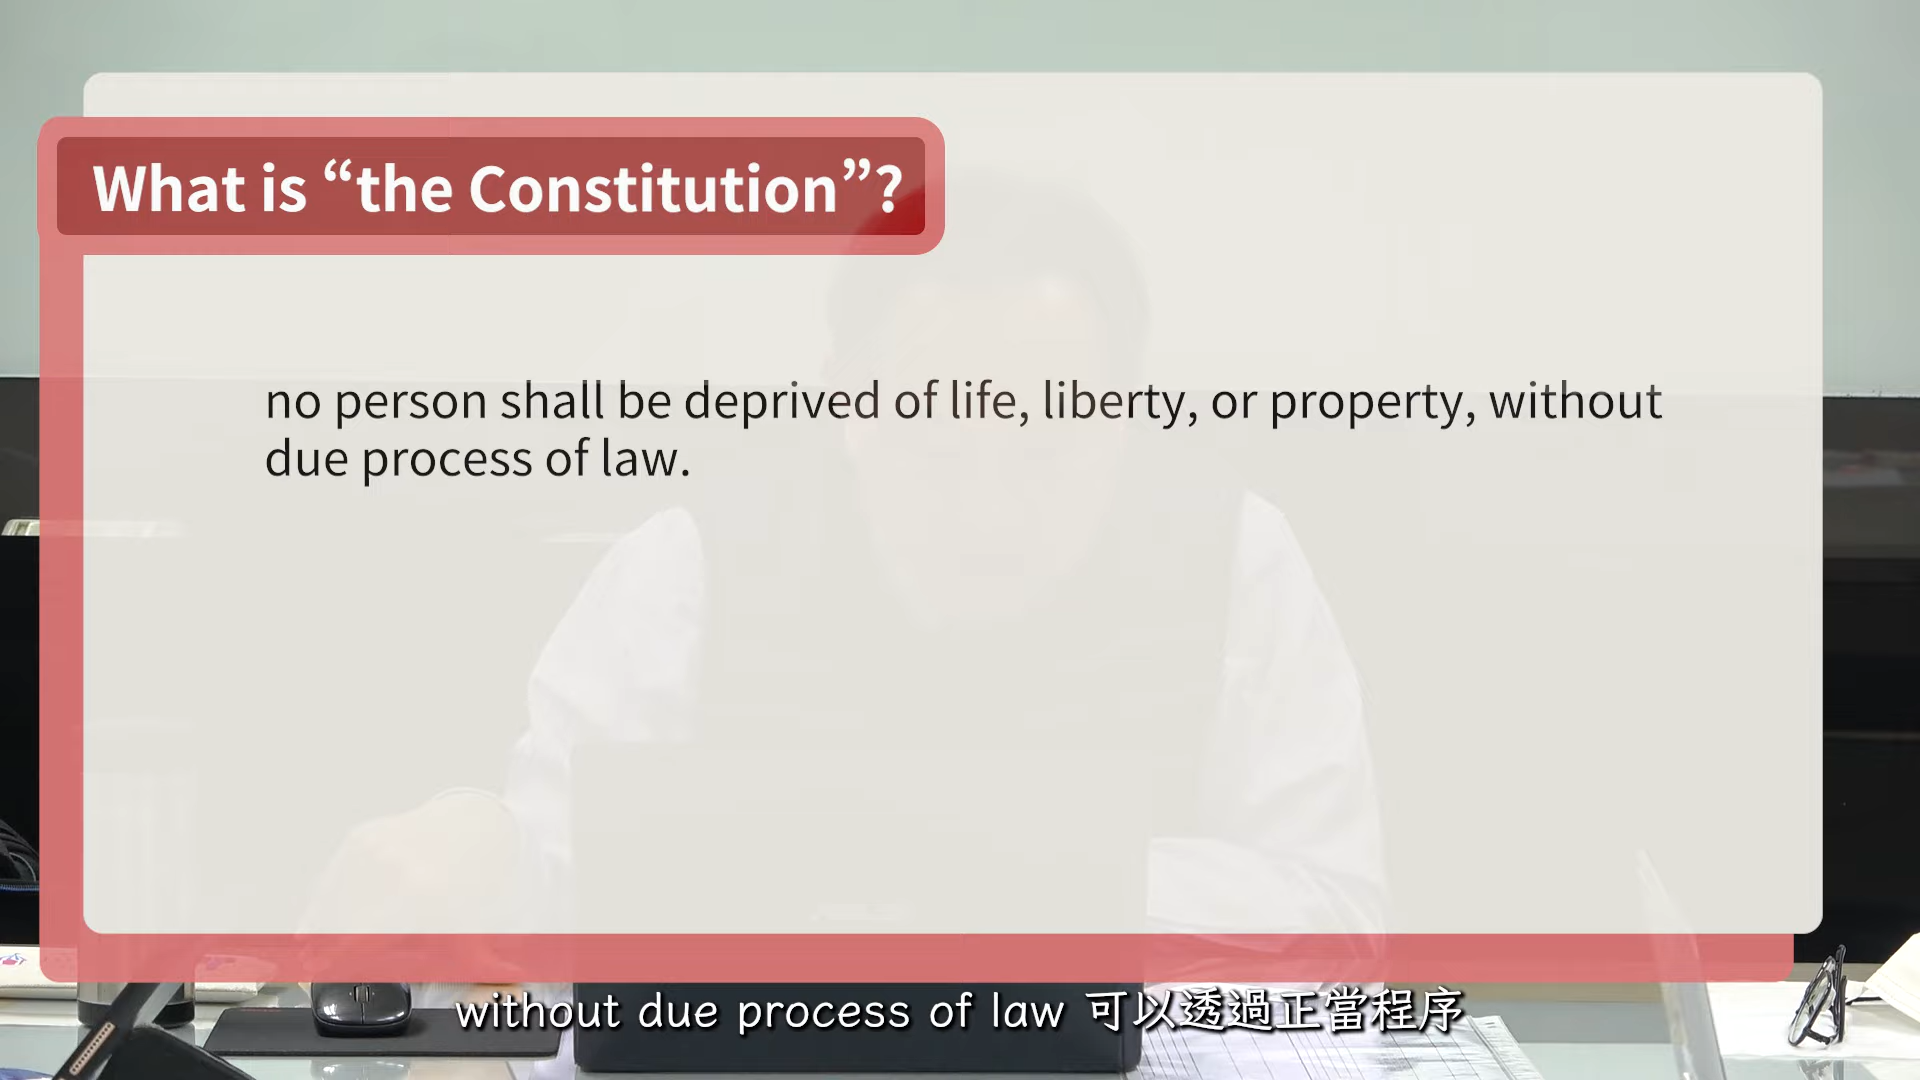 What is “the Constitution”?
no person shall be deprived of life, liberty, or property, without
due process of law.
without due process of law 可以透過正當程序